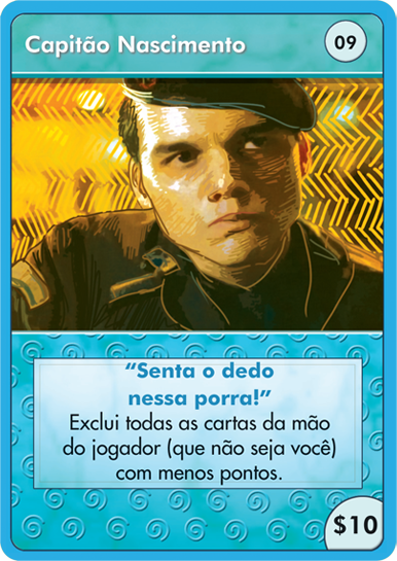 Capitão Nascimento
09
“Senta o dedo
nessa porra!”
Exclui todas as cartas da mão
do jogador (que não seja você)
com menos pontos.
$10